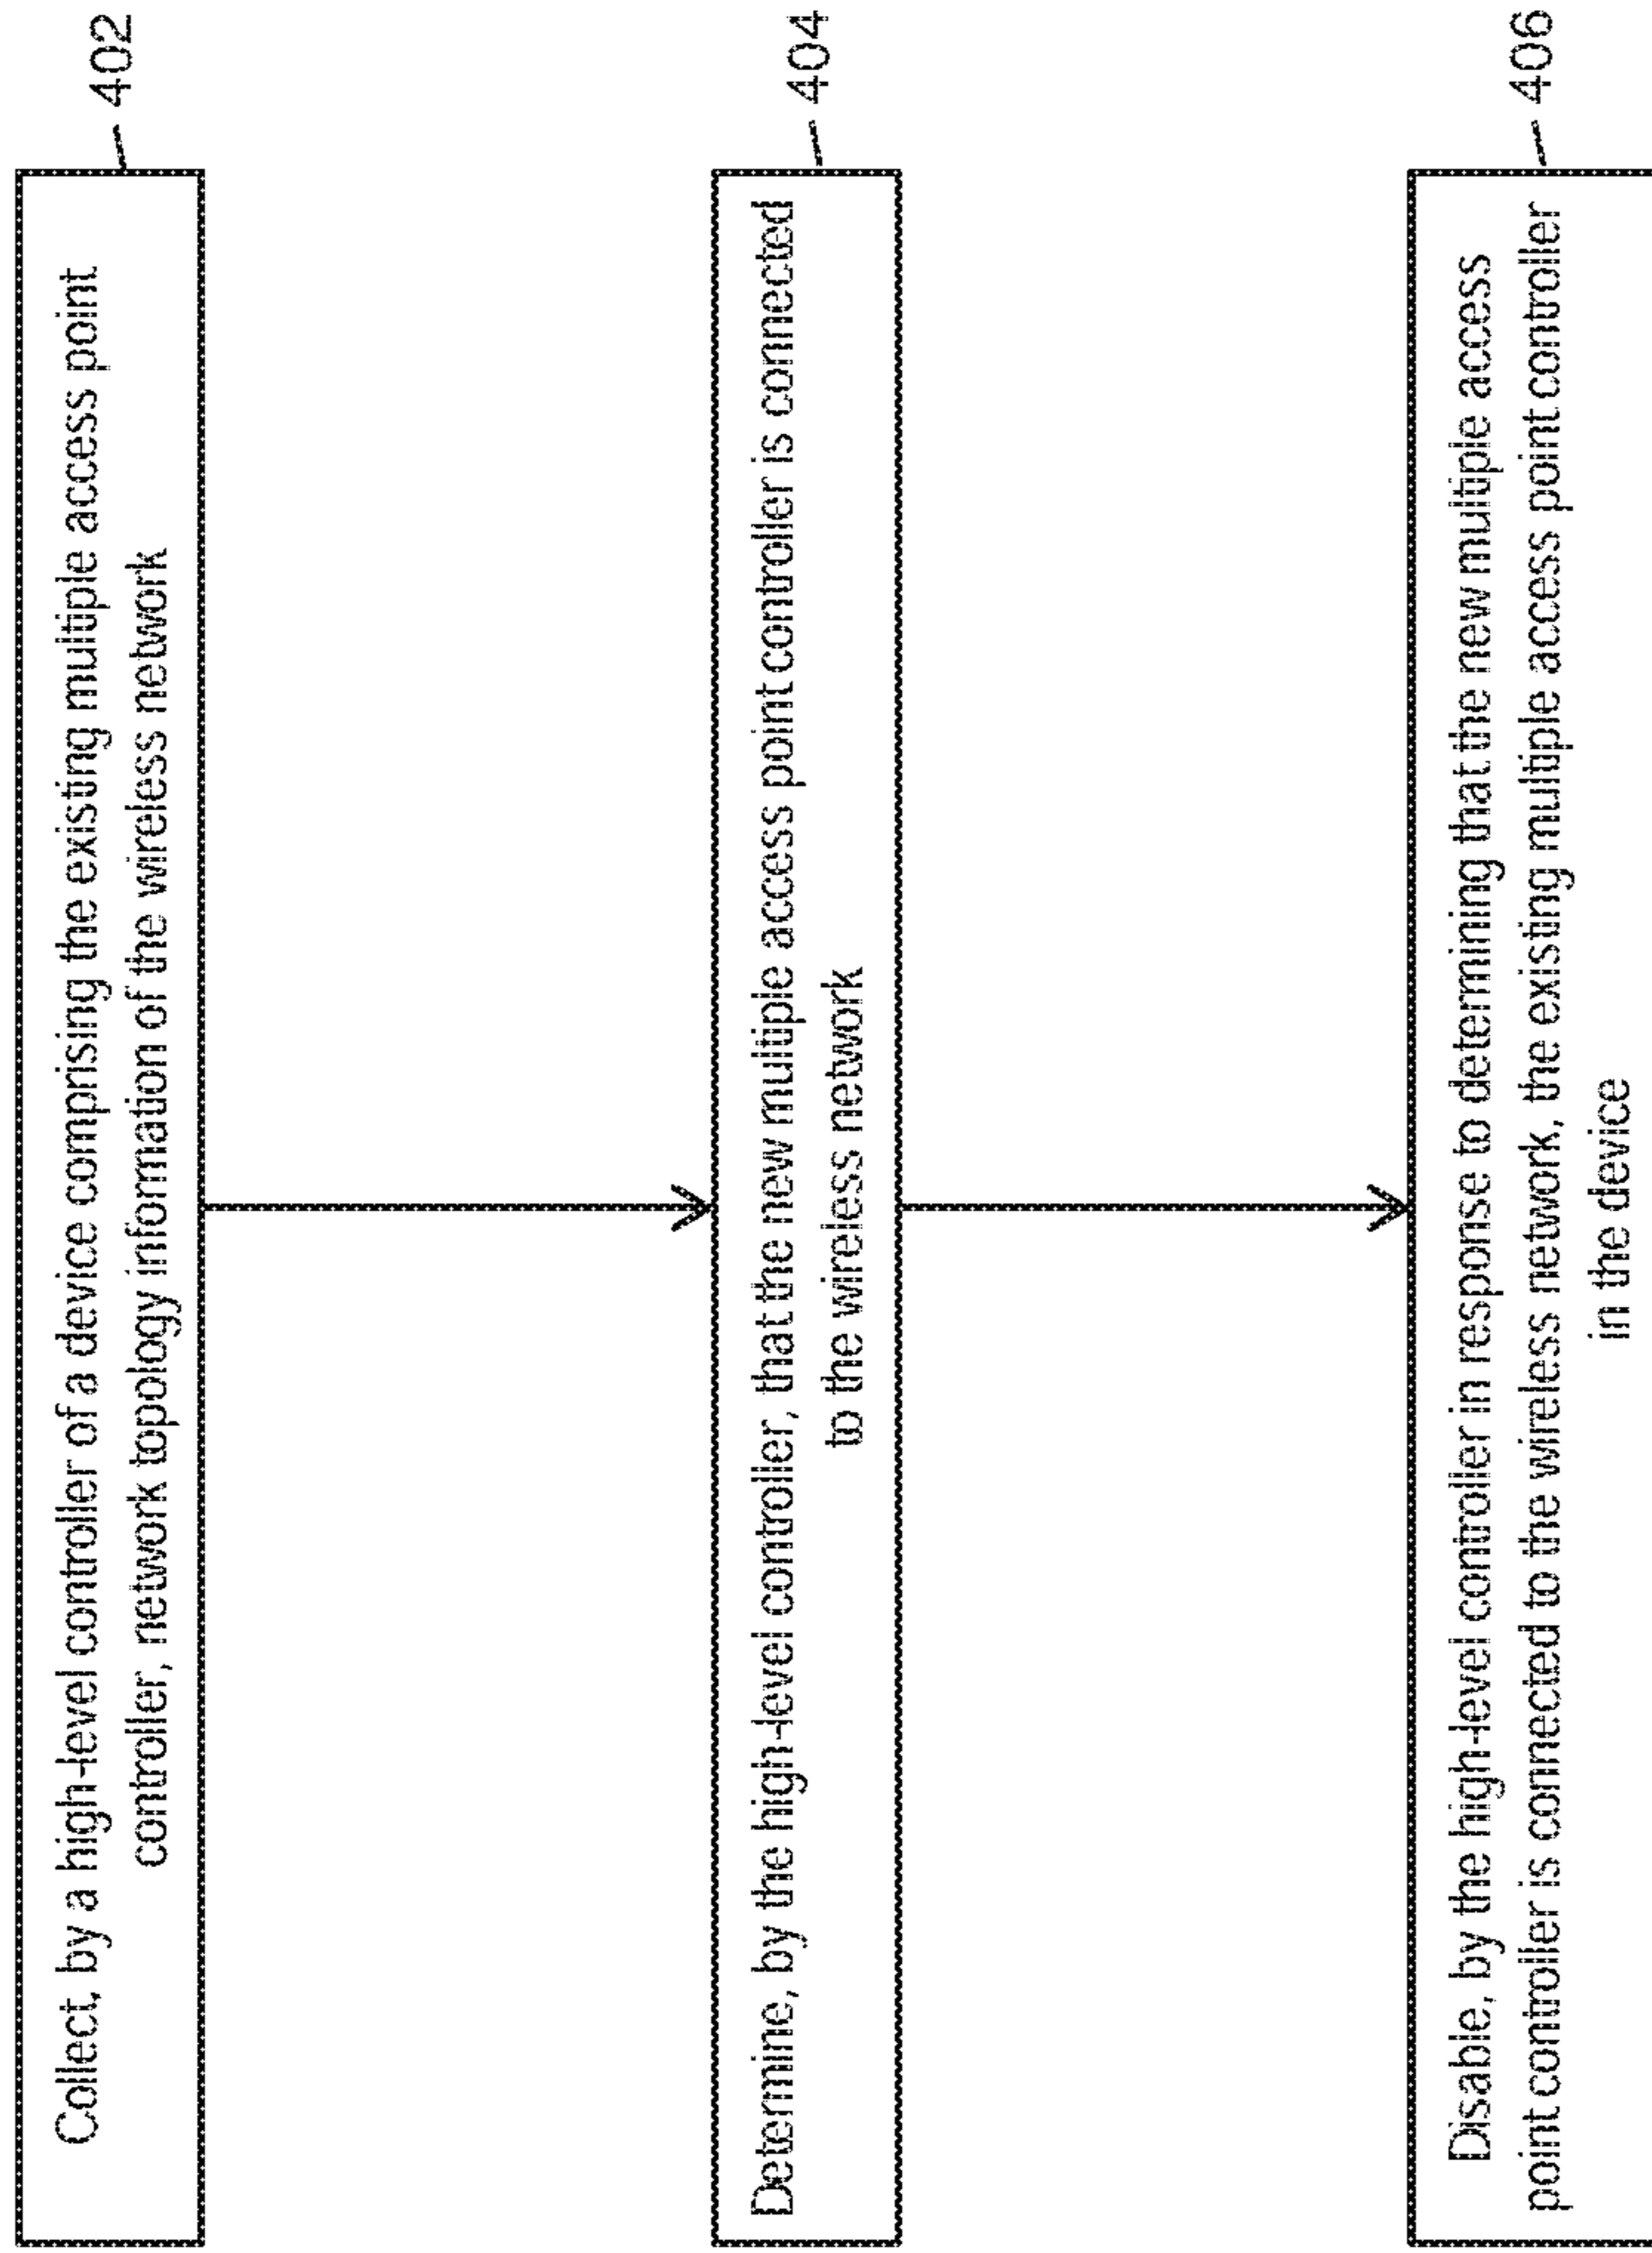 Collect, by a high-level controller of a device comprising the existing multiple access point
controller, network topology information of the wireless network
402
Determine, by the high-level controller, that the new multiple access point controller is connected
to the wireless network
404
Disable, by the high-level controller in response to determining that the new multiple access
point controller is connected to the wireless network, the existing multiple access point controller
in the device
406